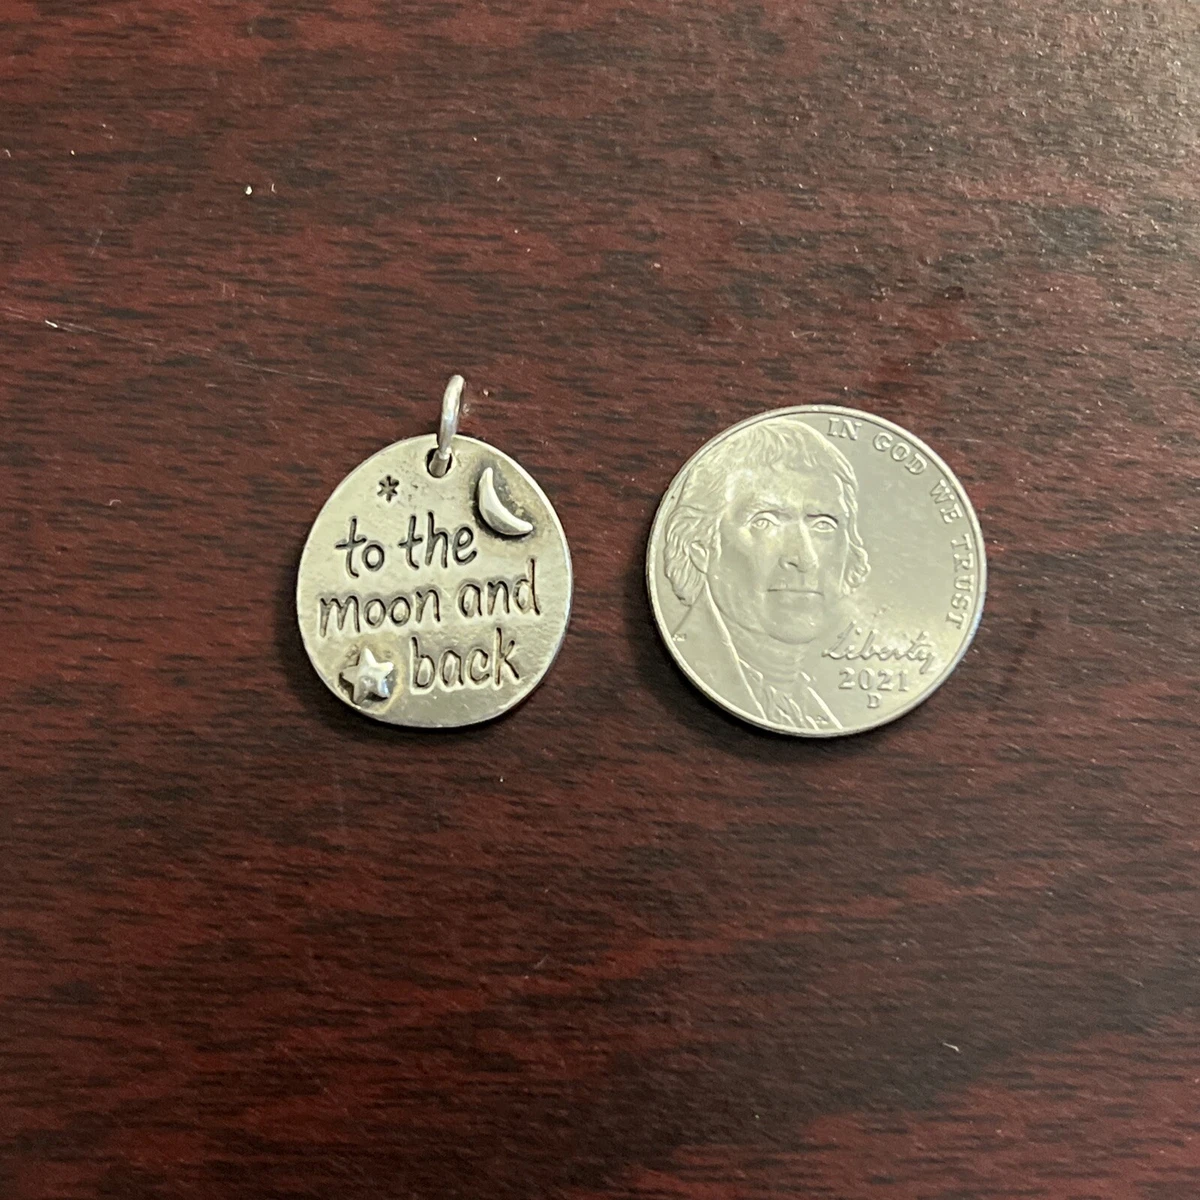 to the
moon and
back
IN GOD WE TRUST
Liberty
2021
D